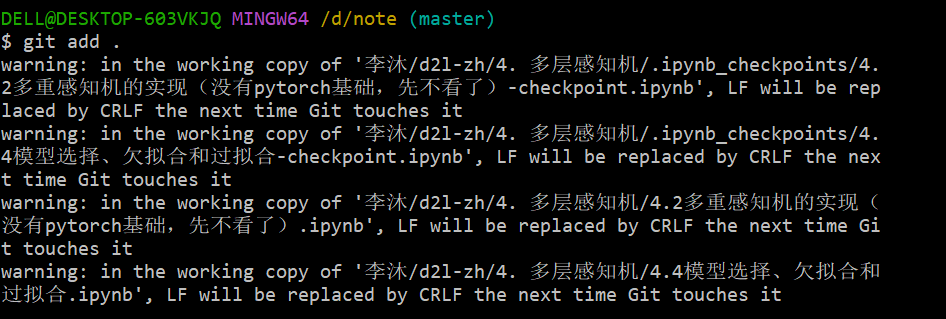 DELL@DESKTOP-603VKJQ MINGW64 /d/note (master)
$ git add .
warning: in the working copy of '李沐/d2l-zh/4. 多层感知机/.ipynb_checkpoints/4.
2多重感知机的实现（没有pytorch基础，先不看了）-checkpoint.ipynb', LF will be rep
laced by CRLF the next time Git touches it
warning: in the working copy of '李沐/d2l-zh/4. 多层感知机/.ipynb_checkpoints/4.
4模型选择、欠拟合和过拟合-checkpoint.ipynb', LF will be replaced by CRLF the nex
t time Git touches it
warning: in the working copy of '李沐/d2l-zh/4. 多层感知机/4.2多重感知机的实现（
没有pytorch基础，先不看了）.ipynb', LF will be replaced by CRLF the next time Gi
t touches it
warning: in the working copy of '李沐/d2l-zh/4. 多层感知机/4.4模型选择、欠拟合和
过拟合.ipynb', LF will be replaced by CRLF the next time Git touches it